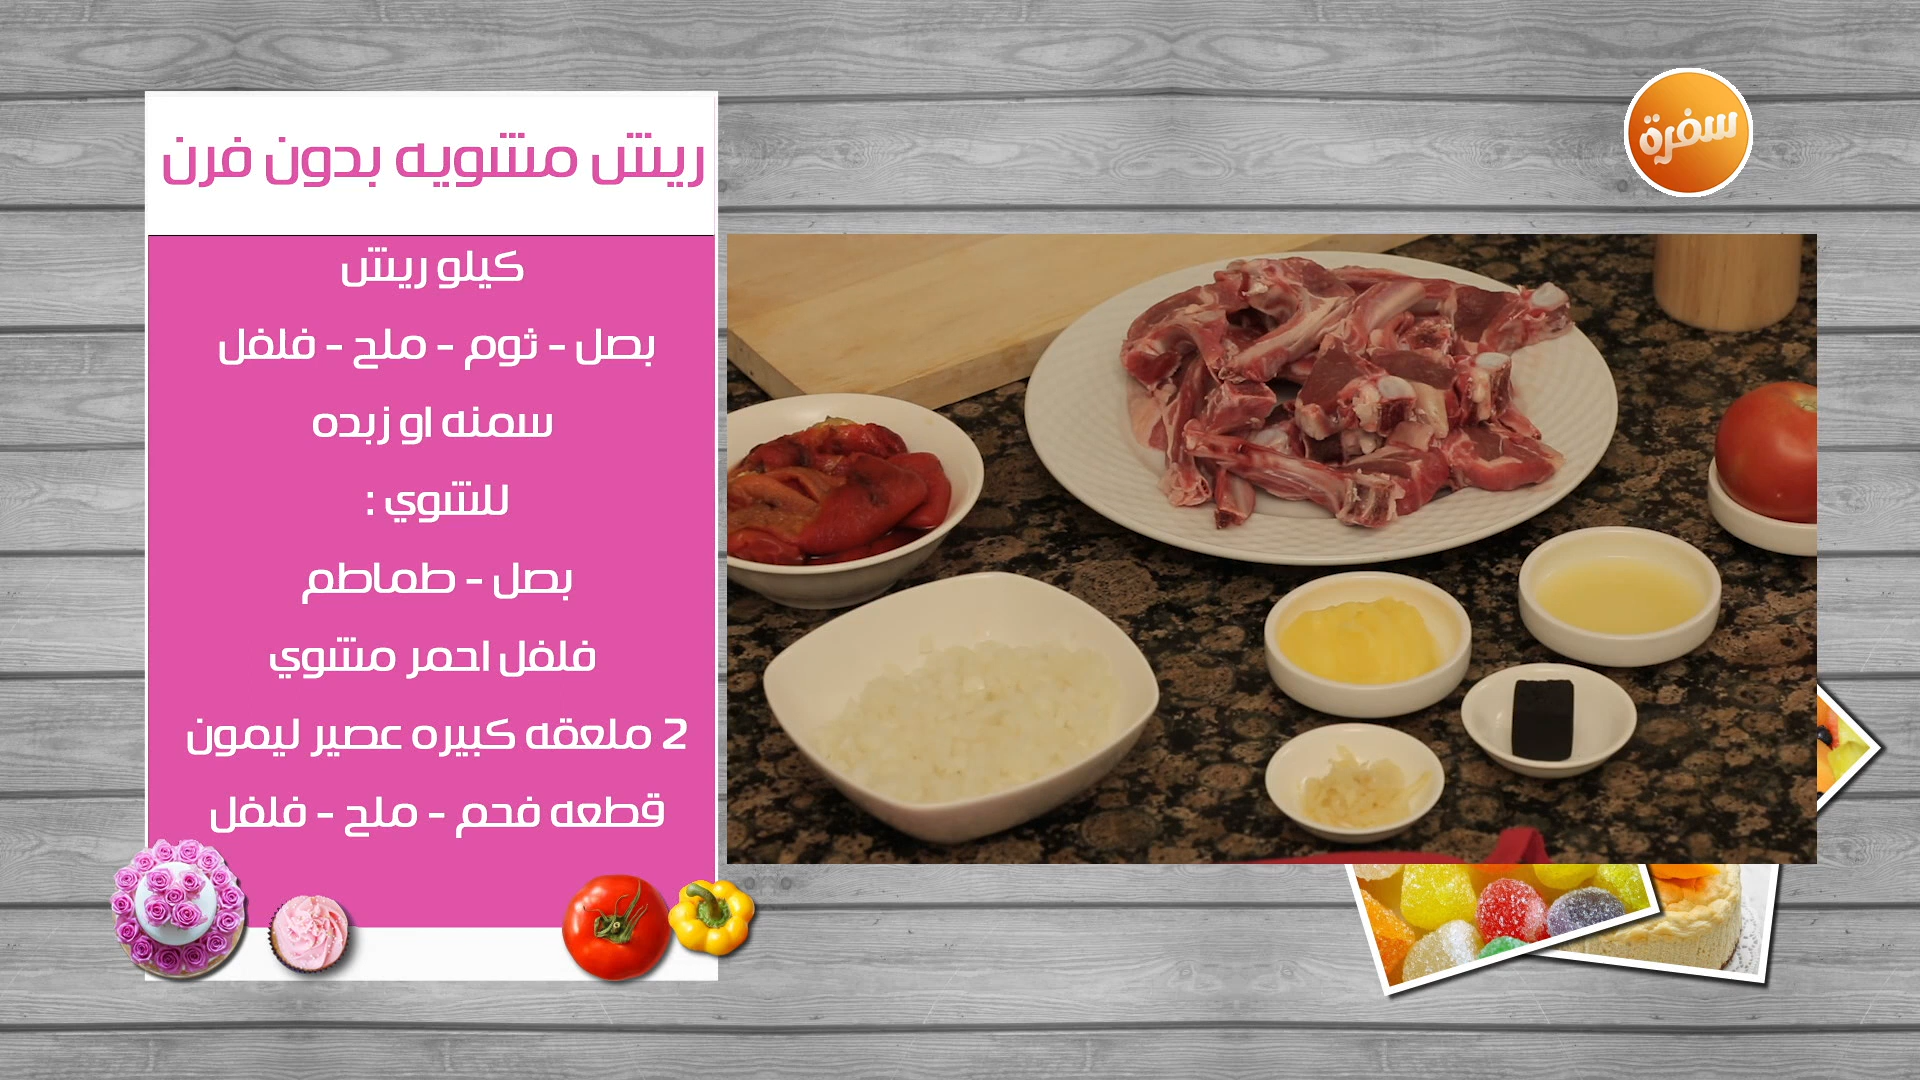 سفرة
ريش مشويه بدون فرن
كيلو ريش
بصل - ثوم - ملح - فلفل
سمنه او زبده
للشوي :
بصل - طماطم
فلفل احمر مشوي
2 ملعقه كبيره عصير ليمون
قطعه فحم - ملح - فلفل